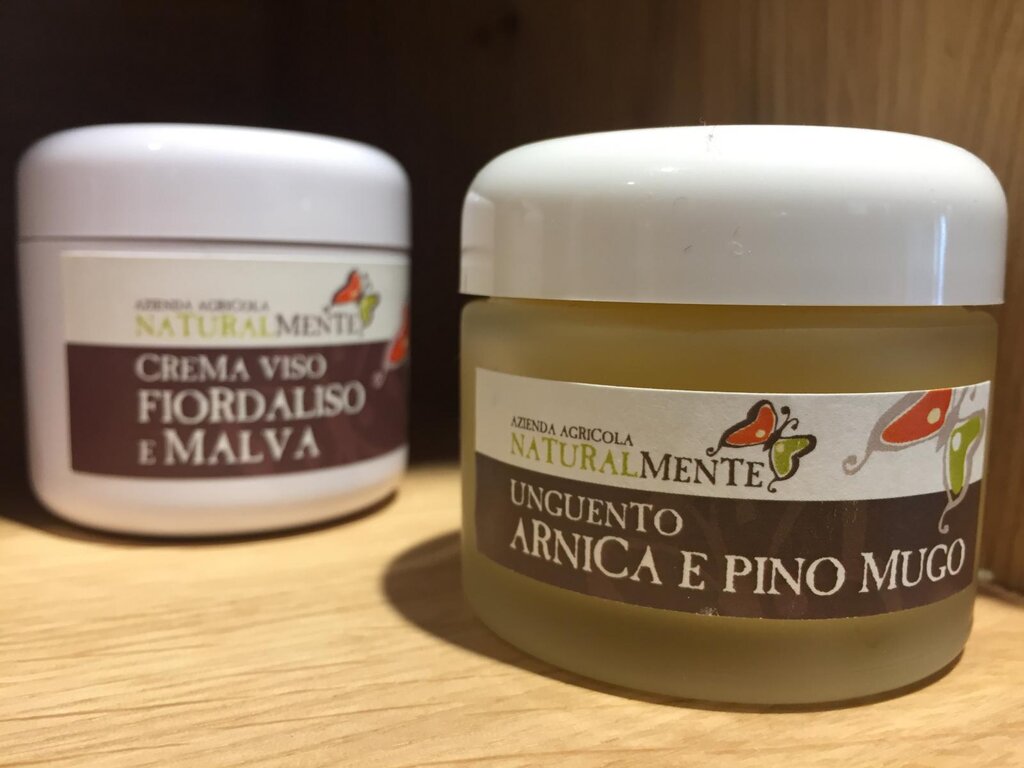 AZIENDA AGRICOLA
NATURALMENTE
CREMA VISO
FIORDALISO
E MALVA
AZIENDA AGRICOLA
NATURALMENTE
UNGUENTO
ARNICA E PINO MUGO